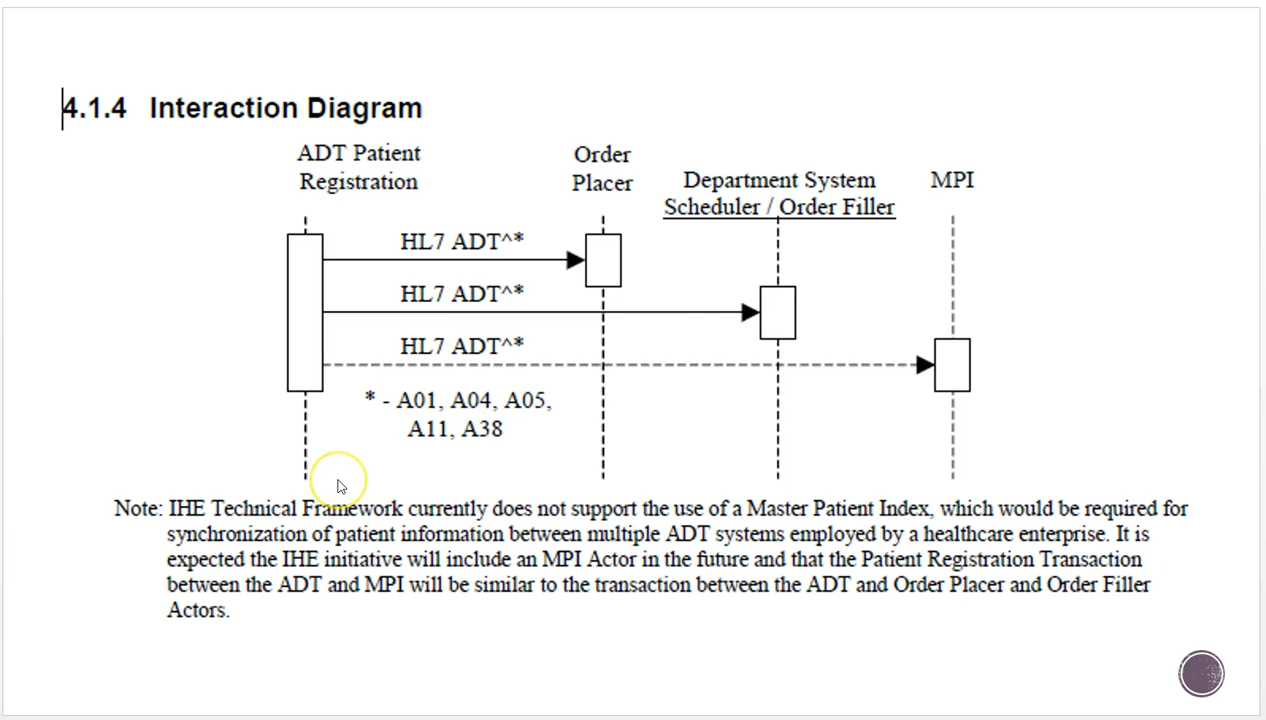 4.1.4 Interaction Diagram
ADT Patient
Registration
Order
Placer
Department System
Scheduler / Order Filler
MPI
HL7 ADT^*
HL7 ADT^*
HL7 ADT^*
* - A01, A04, A05,
A11, A38
Note: IHE Technical Framework currently does not support the use of a Master Patient Index, which would be required for
synchronization of patient information between multiple ADT systems employed by a healthcare enterprise. It is
expected the IHE initiative will include an MPI Actor in the future and that the Patient Registration Transaction
between the ADT and MPI will be similar to the transaction between the ADT and Order Placer and Order Filler
Actors.